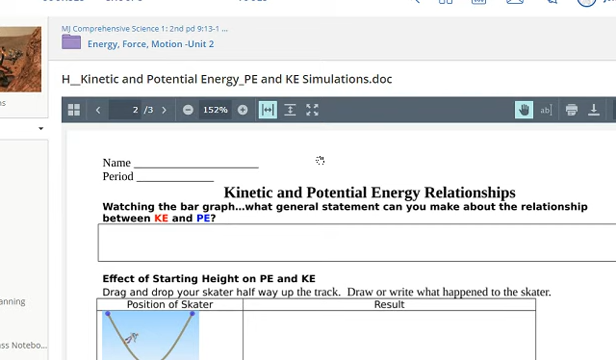 MJ Comprehensive Science 1: 2nd pd 9:13-1 ...
Energy, Force, Motion -Unit 2
H__Kinetic and Potential Energy_PE and KE Simulations.doc
2 /3 152%
Name
Period
Kinetic and Potential Energy Relationships
Watching the bar graph...what general statement can you make about the relationship
between KE and PE?
Effect of Starting Height on PE and KE
Drag and drop your skater half way up the track. Draw or write what happened to the skater.
Position of Skater Result